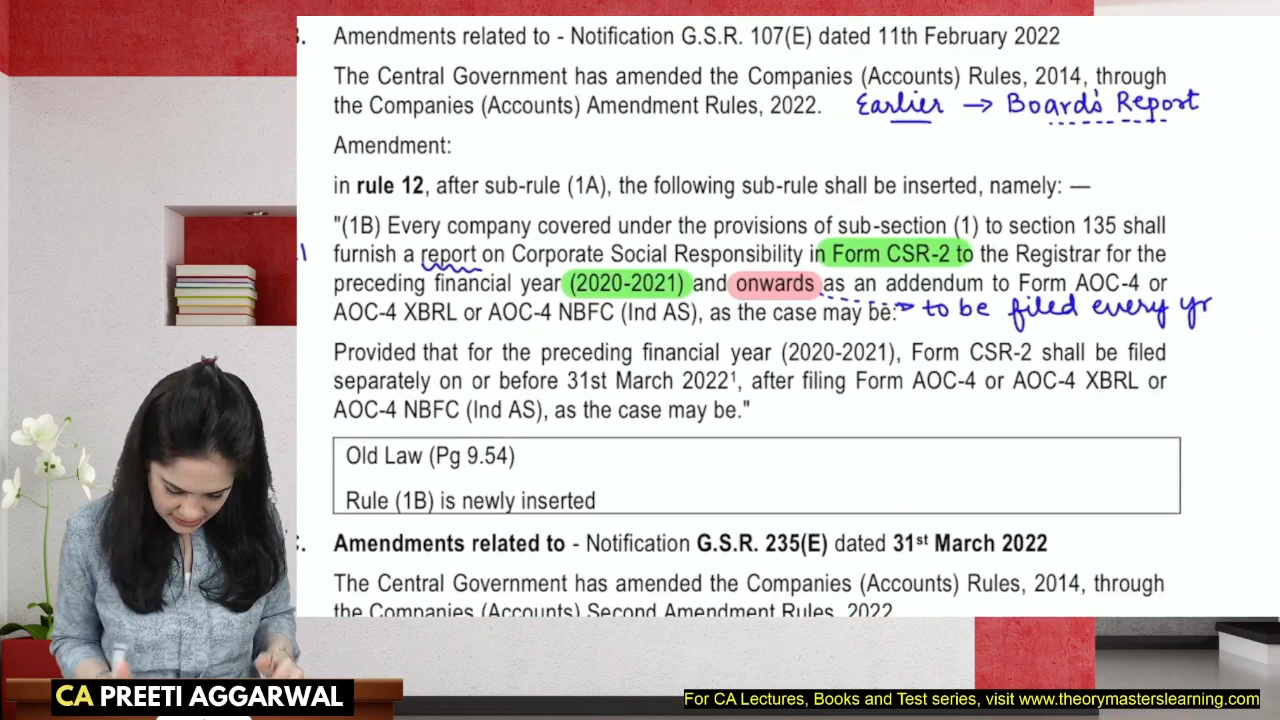 Amendments related to - Notification G.S.R. 107(E) dated 11th February 2022
The Central Government has amended the Companies (Accounts) Rules, 2014, through
the Companies (Accounts) Amendment Rules, 2022. Earlier → Board's Report
Amendment:
in rule 12, after sub-rule (1A), the following sub-rule shall be inserted, namely: —
"(1B) Every company covered under the provisions of sub-section (1) to section 135 shall
furnish a report on Corporate Social Responsibility in Form CSR-2 to the Registrar for the
preceding financial year (2020-2021) and onwards as an addendum to Form AOC-4 or
AOC-4 XBRL or AOC-4 NBFC (Ind AS), as the case may be: to be filed every yr
Provided that for the preceding financial year (2020-2021), Form CSR-2 shall be filed
separately on or before 31st March 2022¹, after filing Form AOC-4 or AOC-4 XBRL or
AOC-4 NBFC (Ind AS), as the case may be."
Old Law (Pg 9.54)
Rule (1B) is newly inserted
Amendments related to - Notification G.S.R. 235(E) dated 31st March 2022
The Central Government has amended the Companies (Accounts) Rules, 2014, through
the Companies (Accounts) Second Amendment Rules, 2022
CA PREETI AGGARWAL
For CA Lectures, Books and Test series, visit www.theorymasterslearning.com